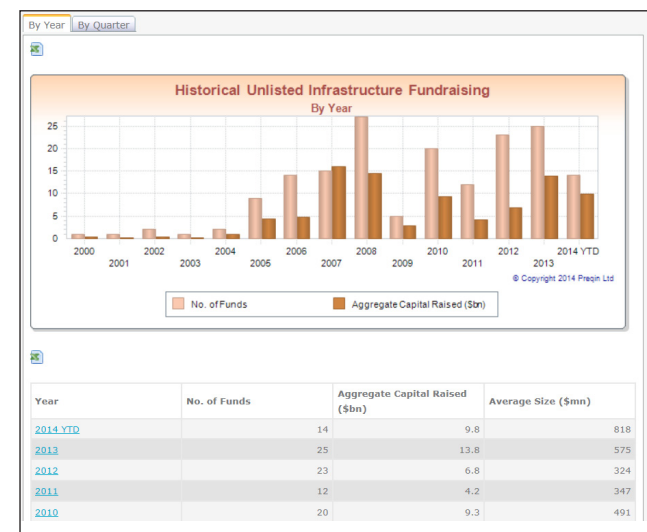 By Year By Quarter
Historical Unlisted Infrastructure Fundraising
By Year
25
20
15
10
5
0
2000 2002 2004 2006 2008 2010 2012 2014 YTD
2001 2003 2005 2007 2009 2011 2013
© Copyright 2014 Preqin Ltd
No. of Funds Aggregate Capital Raised ($bn)
Year No. of Funds Aggregate Capital Raised ($bn) Average Size ($mn)
2014 YTD 14 9.8 818
2013 25 13.8 575
2012 23 6.8 324
2011 12 4.2 347
2010 20 9.3 491